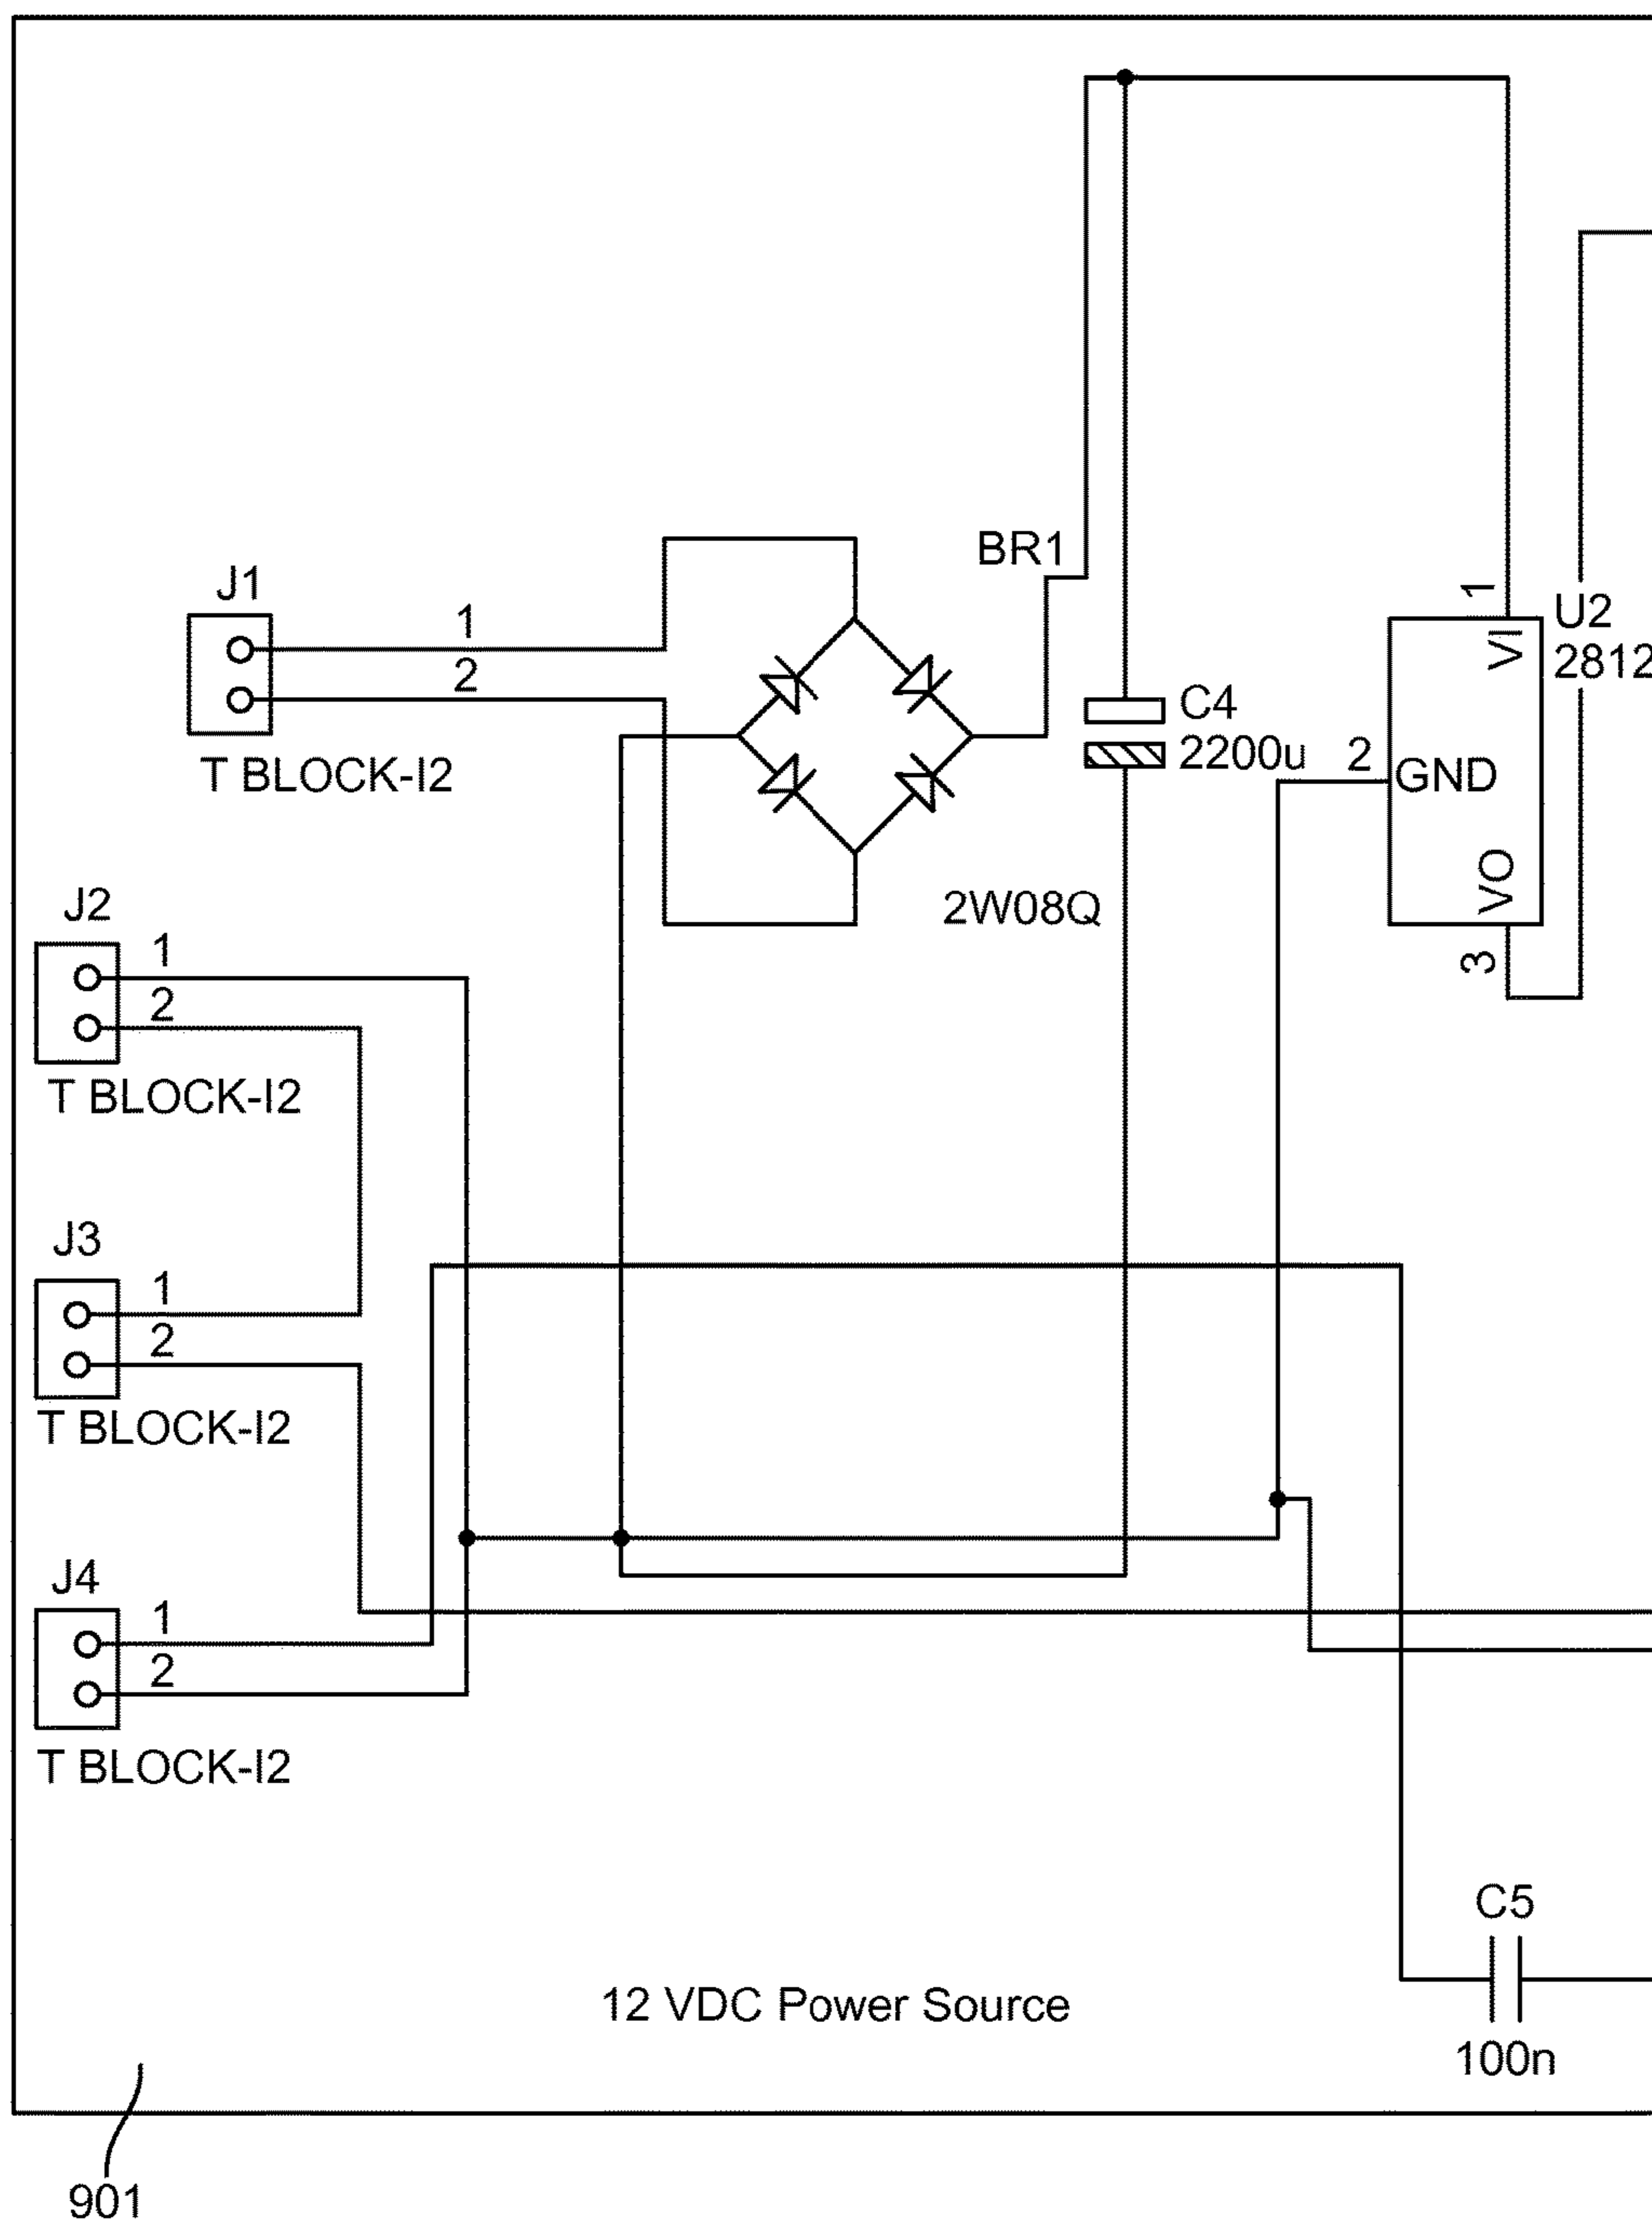 BR1
J1
1
2
T BLOCK-I2
C4
2200u
1
VI
U2
2812
2
GND
VO
3
2W08Q
J2
1
2
T BLOCK-I2
J3
1
2
T BLOCK-I2
J4
1
2
T BLOCK-I2
C5
100n
12 VDC Power Source
901